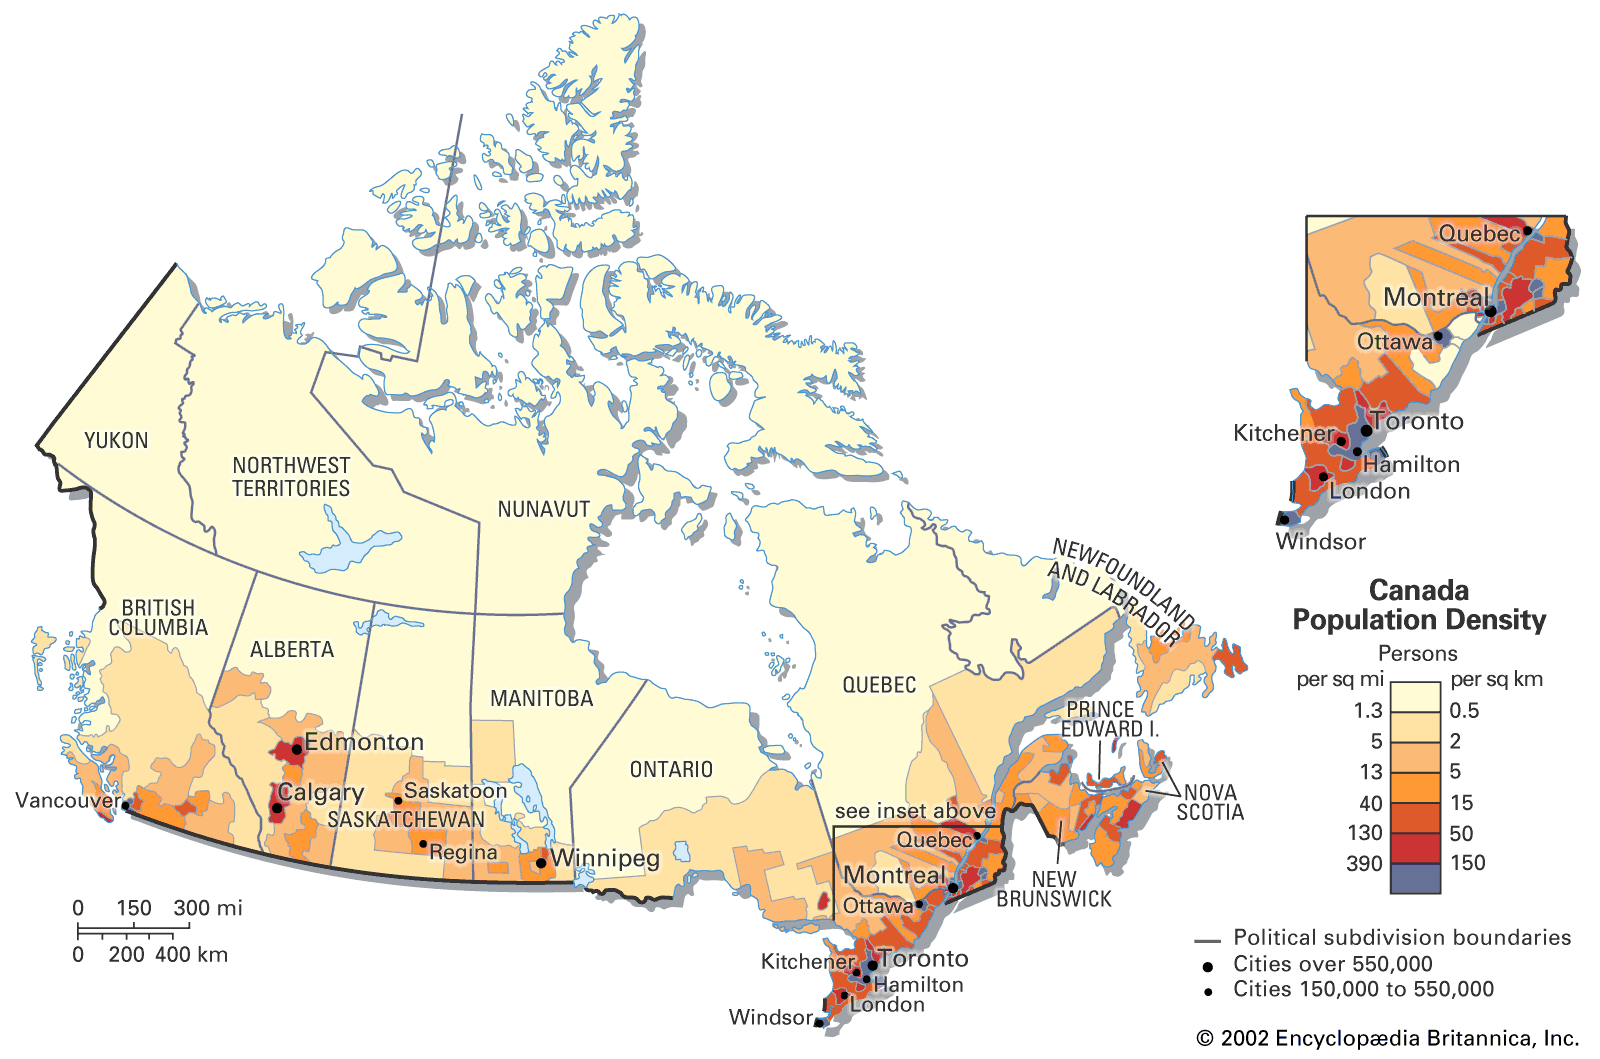 YUKON
NORTHWEST
TERRITORIES
NUNAVUT
BRITISH
COLUMBIA
ALBERTA
MANITOBA
SASKATCHEWAN
ONTARIO
QUEBEC
NEWFOUNDLAND
AND LABRADOR
PRINCE
EDWARD I.
NOVA
SCOTIA
NEW
BRUNSWICK
Edmonton
Calgary
Vancouver
Saskatoon
Regina
Winnipeg
see inset above
Quebec
Montreal
Ottawa
Kitchener
Toronto
Hamilton
London
Windsor
0 150 300 mi
0 200 400 km
Quebec
Montreal
Ottawa
Toronto
Kitchener
Hamilton
London
Windsor
Canada
Population Density
Persons
per sq mi per sq km
1.3 0.5
5 2
13 5
40 15
130 50
390 150
Political subdivision boundaries
Cities over 550,000
Cities 150,000 to 550,000
© 2002 Encyclopædia Britannica, Inc.